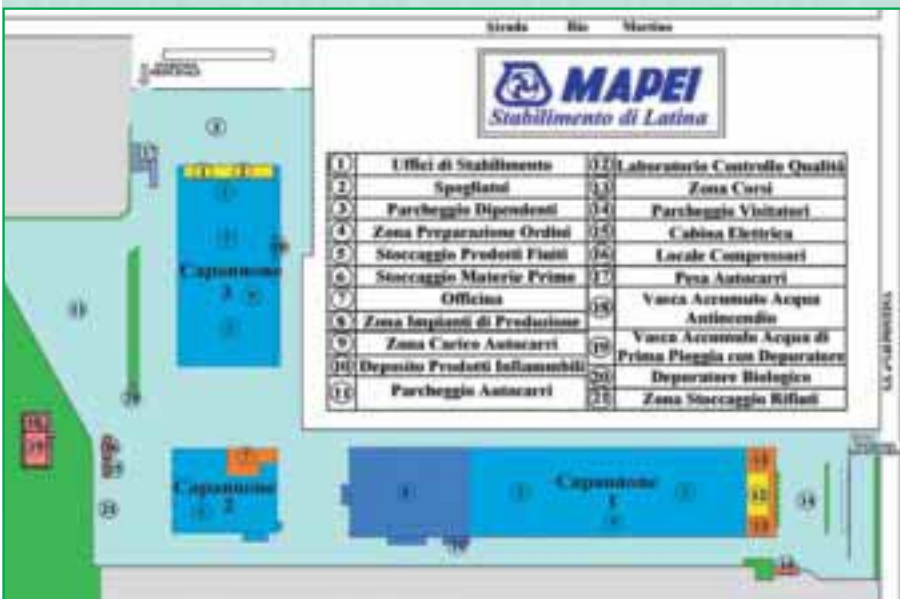 Strada Rio Martino
MAPEI
Stabilimento di Latina
1 Uffici di Stabilimento
2 Spogliatoi
3 Parcheggio Dipendenti
4 Zona Preparazione Ordini
5 Stoccaggio Prodotti Finiti
6 Stoccaggio Materie Prime
7 Officina
8 Zona Impianti di Produzione
9 Zona Carico Autocarri
10 Deposito Prodotti Infiammbili
11 Parcheggio Autocarri
12 Laboratorio Controllo Qualità
13 Zona Corsi
14 Parcheggio Visitatori
15 Cabina Elettrica
16 Locale Compressori
17 Pesa Autocarri
18 Vasca Accumulo Acqua
Antincendio
19 Vasca Accumulo Acqua di
Prima Pioggia con Depuratore
20 Depuratore Biologico
21 Zona Stoccaggio Rifiuti
Capannone
3
Capannone
2
Capannone
1
12
14